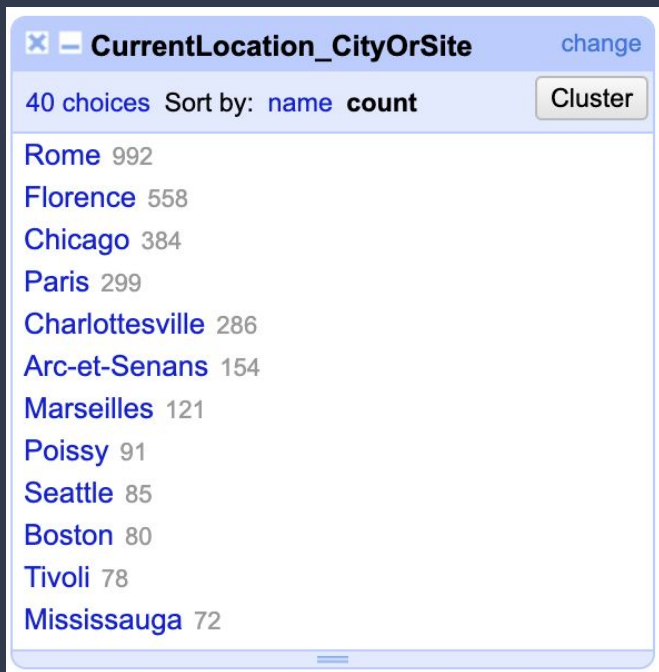 CurrentLocation_CityOrSite change
40 choices Sort by: name count Cluster
Rome 992
Florence 558
Chicago 384
Paris 299
Charlottesville 286
Arc-et-Senans 154
Marseilles 121
Poissy 91
Seattle 85
Boston 80
Tivoli 78
Mississauga 72